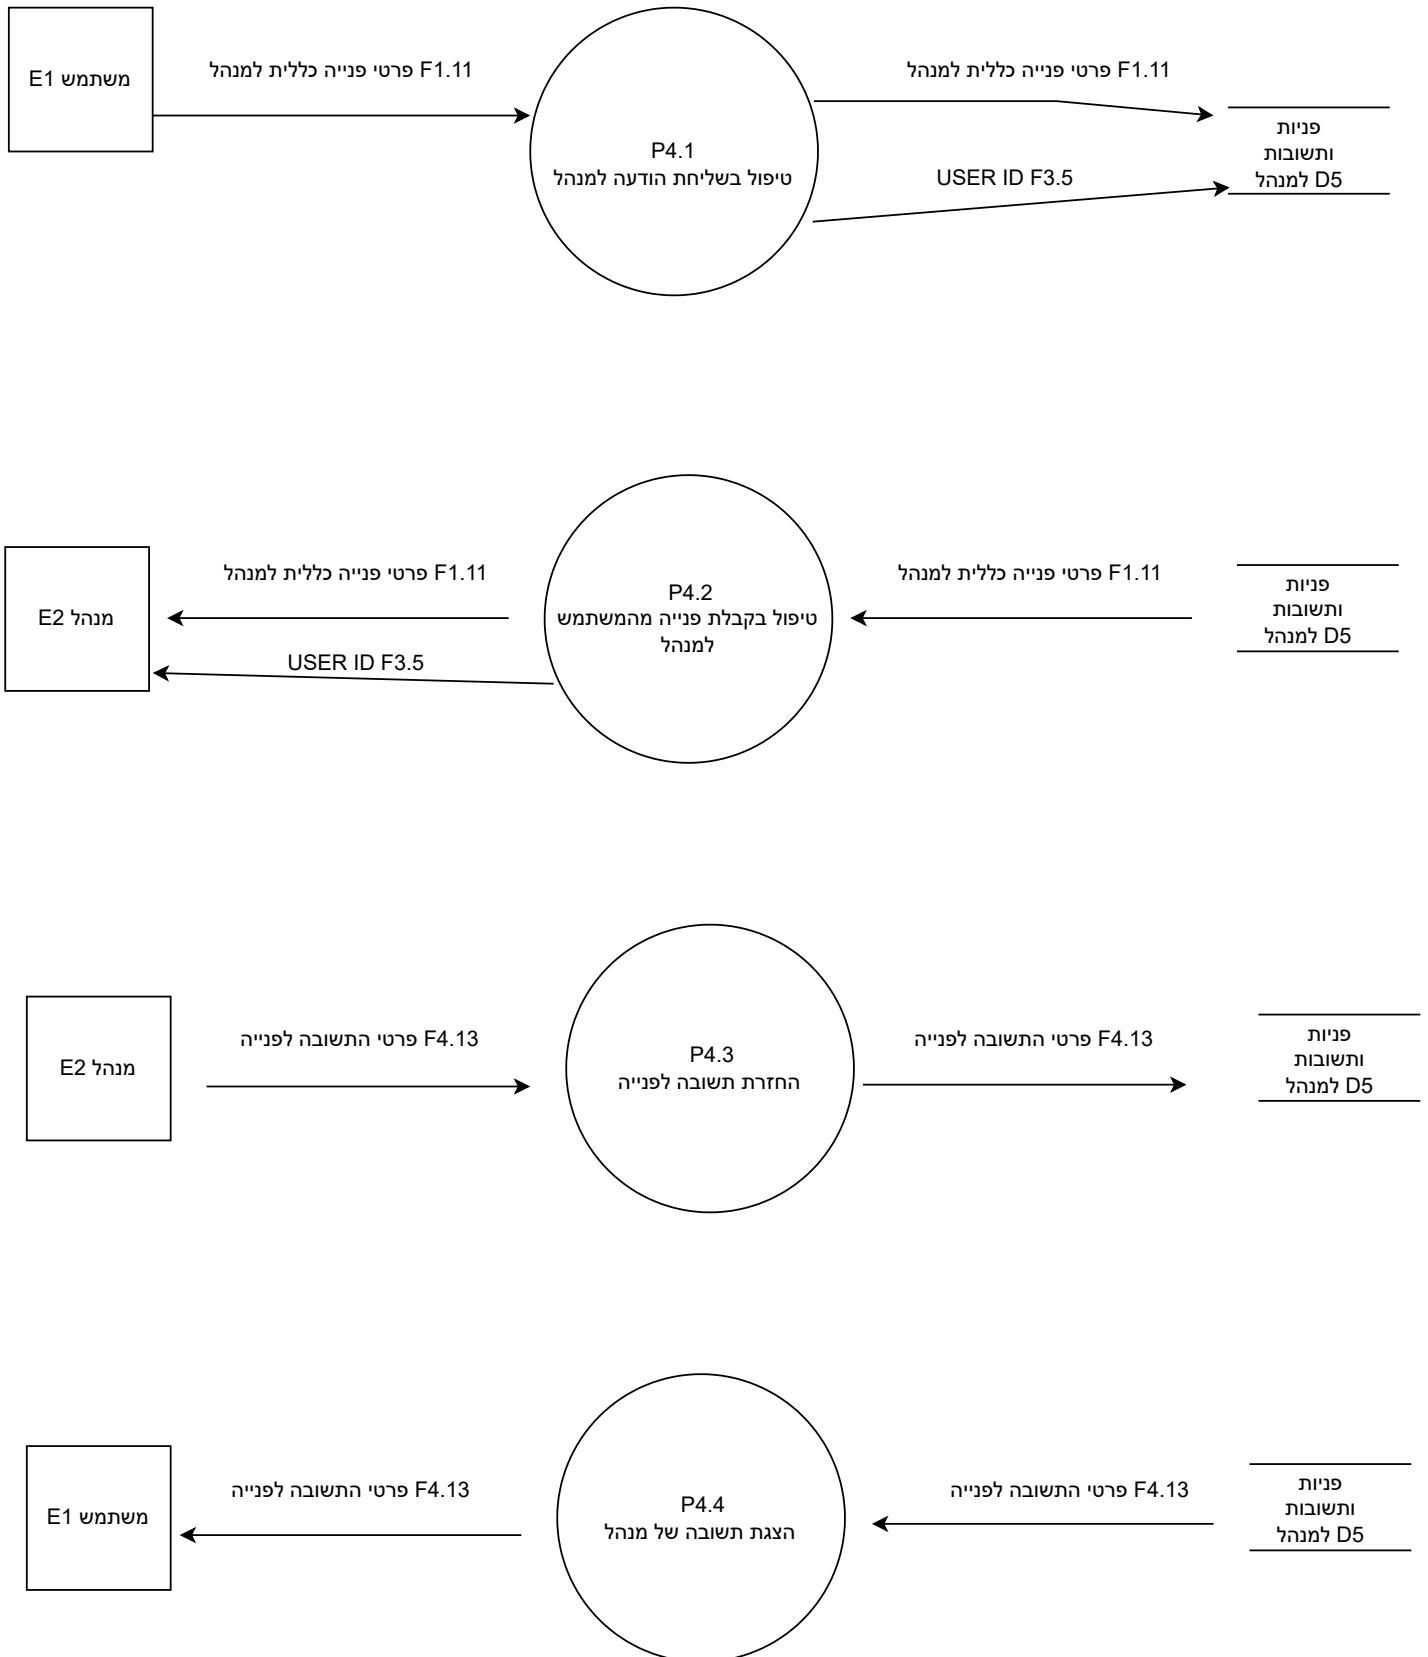 משתמש E1
F1.11 פרטי פנייה כללית למנהל
P4.1
טיפול בשליחת הודעה למנהל
F1.11 פרטי פנייה כללית למנהל
USER ID F3.5
פניות
ותשובות
למנהל D5
מנהל E2
F1.11 פרטי פנייה כללית למנהל
USER ID F3.5
P4.2
טיפול בקבלת פנייה מהמשתמש
למנהל
F1.11 פרטי פנייה כללית למנהל
פניות
ותשובות
למנהל D5
מנהל E2
F4.13 פרטי התשובה לפנייה
P4.3
החזרת תשובה לפנייה
F4.13 פרטי התשובה לפנייה
פניות
ותשובות
למנהל D5
משתמש E1
F4.13 פרטי התשובה לפנייה
P4.4
הצגת תשובה של מנהל
F4.13 פרטי התשובה לפנייה
פניות
ותשובות
למנהל D5